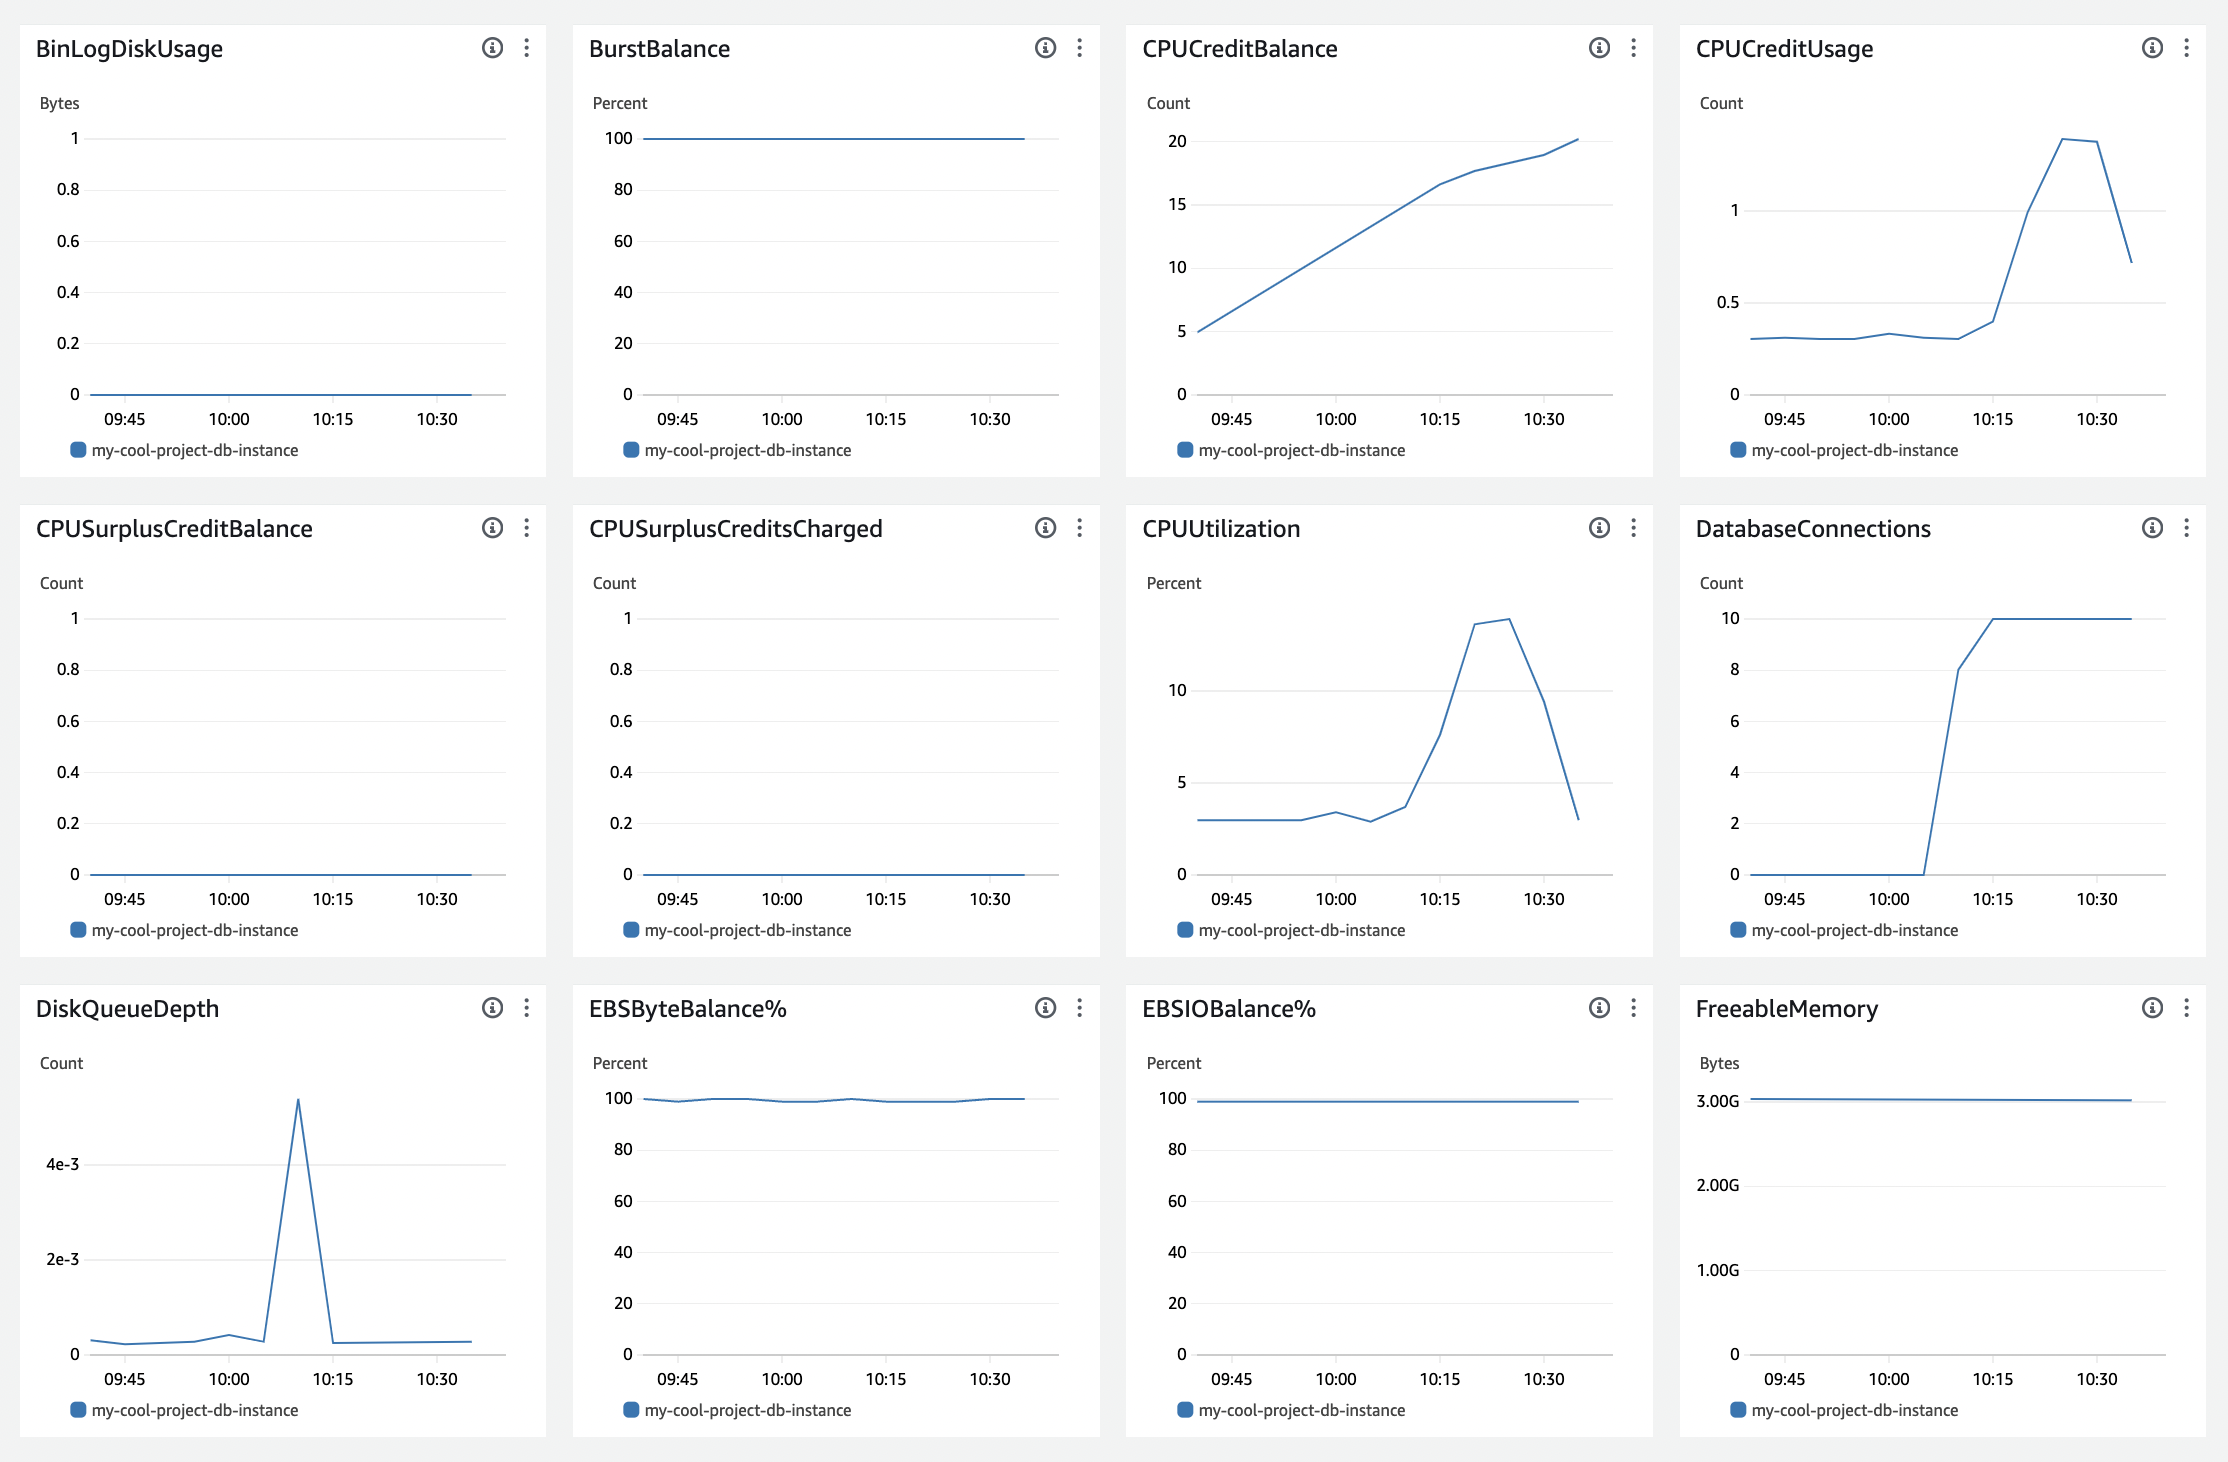 BinLogDiskUsage
Bytes
1
0.8
0.6
0.4
0.2
0
09:45 10:00 10:15 10:30
my-cool-project-db-instance
BurstBalance
Percent
100
80
60
40
20
0
09:45 10:00 10:15 10:30
my-cool-project-db-instance
CPUCreditBalance
Count
20
15
10
5
0
09:45 10:00 10:15 10:30
my-cool-project-db-instance
CPUCreditUsage
Count
1
0.5
0
09:45 10:00 10:15 10:30
my-cool-project-db-instance
CPUSurplusCreditBalance
Count
1
0.8
0.6
0.4
0.2
0
09:45 10:00 10:15 10:30
my-cool-project-db-instance
CPUSurplusCreditsCharged
Count
1
0.8
0.6
0.4
0.2
0
09:45 10:00 10:15 10:30
my-cool-project-db-instance
CPUUtilization
Percent
10
5
0
09:45 10:00 10:15 10:30
my-cool-project-db-instance
DatabaseConnections
Count
10
8
6
4
2
0
09:45 10:00 10:15 10:30
my-cool-project-db-instance
DiskQueueDepth
Count
4e-3
2e-3
0
09:45 10:00 10:15 10:30
my-cool-project-db-instance
EBSByteBalance%
Percent
100
80
60
40
20
0
09:45 10:00 10:15 10:30
my-cool-project-db-instance
EBSIOBalance%
Percent
100
80
60
40
20
0
09:45 10:00 10:15 10:30
my-cool-project-db-instance
FreeableMemory
Bytes
3.00G
2.00G
1.00G
0
09:45 10:00 10:15 10:30
my-cool-project-db-instance